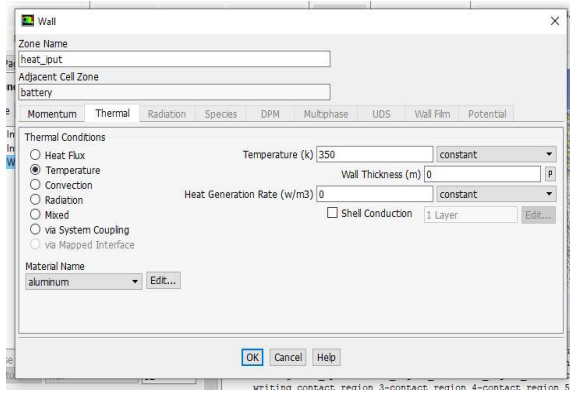 Wall
Zone Name
heat_iput
Adjacent Cell Zone
battery
Momentum Thermal Radiation Species DPM Multiphase UDS Wall Film Potential
Thermal Conditions
Heat Flux
Temperature
Convection
Radiation
Mixed
via System Coupling
via Mapped Interface
Temperature (k) 350 constant
Wall Thickness (m) 0 P
Heat Generation Rate (w/m3) 0 constant
Shell Conduction 1 Layer Edit...
Material Name
aluminum Edit...
OK Cancel Help
writing contact region 3-contact region 4-contact region 5